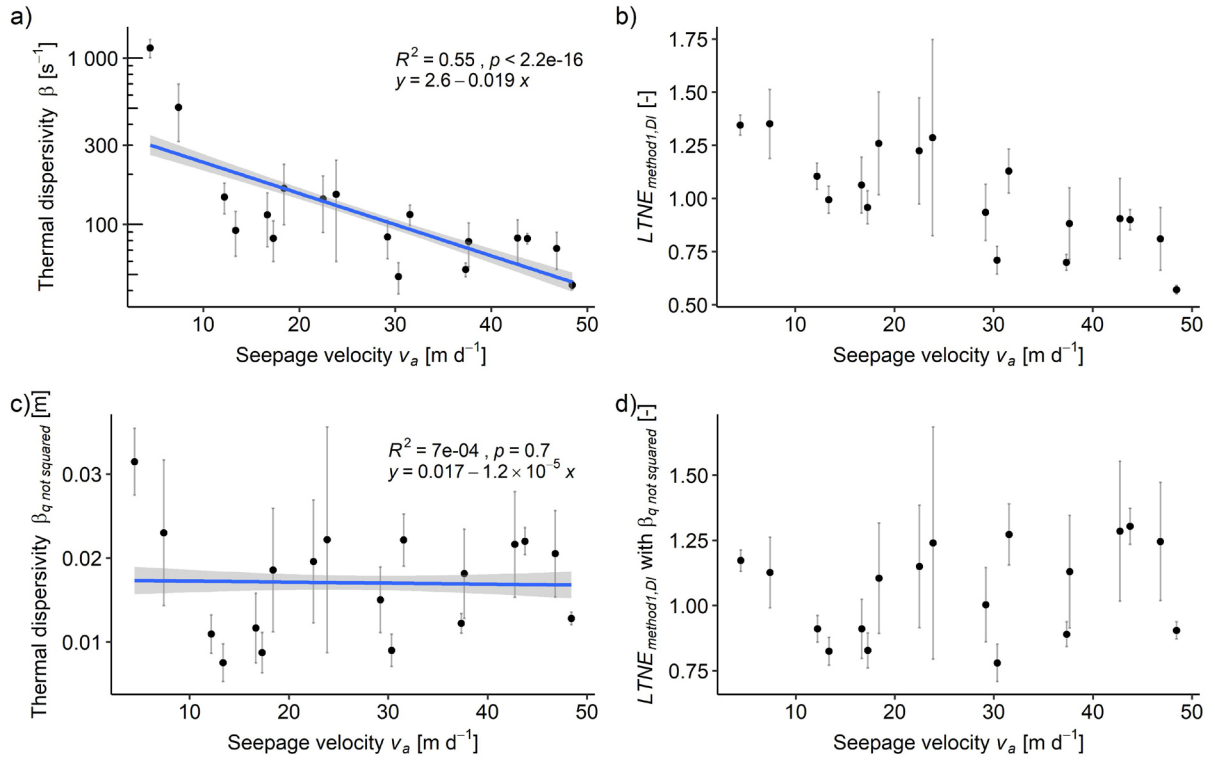 a)
Thermal dispersivity β [s⁻¹]
1 000
300
100
R² = 0.55 , p < 2.2e-16
y = 2.6 − 0.019 x
10 20 30 40 50
Seepage velocity vₐ [m d⁻¹]
b)
LTNE method1,DI [-]
1.75
1.50
1.25
1.00
0.75
0.50
10 20 30 40 50
Seepage velocity vₐ [m d⁻¹]
c)
Thermal dispersivity β q not squared [m]
0.03
0.02
0.01
R² = 7e-04 , p = 0.7
y = 0.017 − 1.2 × 10⁻⁵ x
10 20 30 40 50
Seepage velocity vₐ [m d⁻¹]
d)
LTNE method1,DI with β q not squared [-]
1.50
1.25
1.00
0.75
10 20 30 40 50
Seepage velocity vₐ [m d⁻¹]